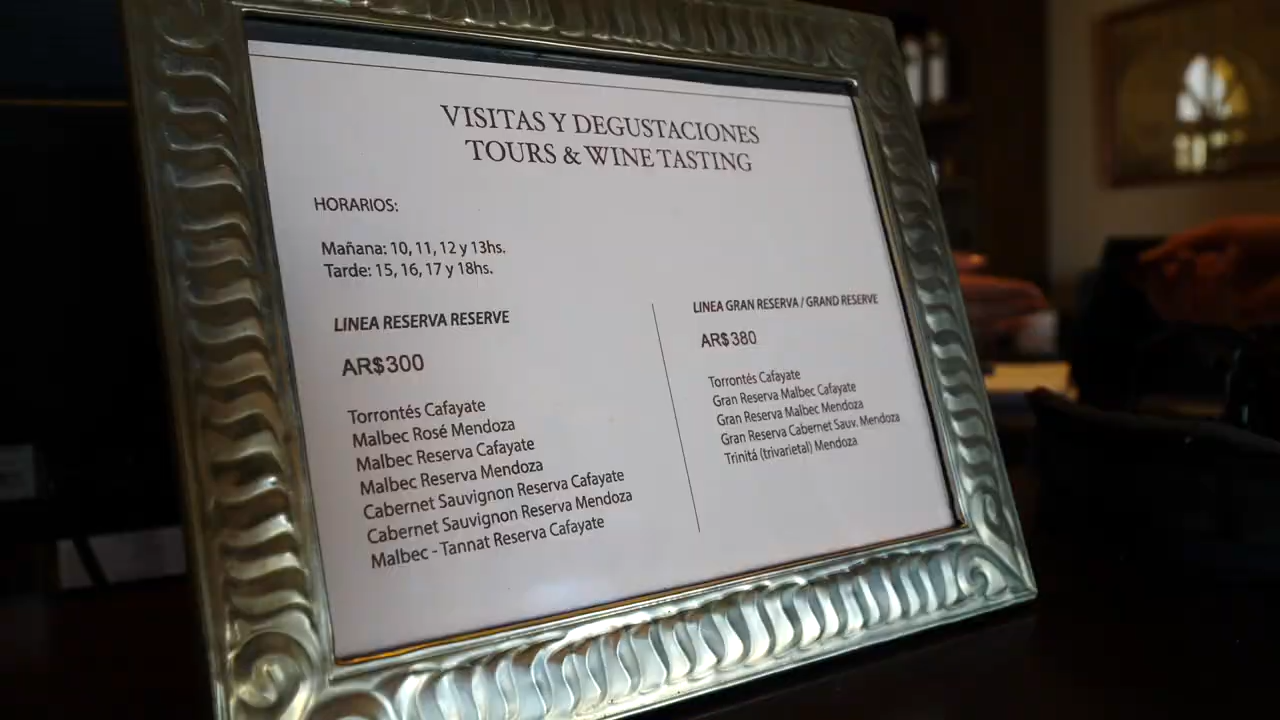 VISITAS Y DEGUSTACIONES
TOURS & WINE TASTING
HORARIOS:
Mañana: 10, 11, 12 y 13hs.
Tarde: 15, 16, 17 y 18hs.
LINEA RESERVA RESERVE
AR$300
Torrontés Cafayate
Malbec Rosé Mendoza
Malbec Reserva Cafayate
Malbec Reserva Mendoza
Cabernet Sauvignon Reserva Cafayate
Cabernet Sauvignon Reserva Mendoza
Malbec - Tannat Reserva Cafayate
LINEA GRAN RESERVA / GRAND RESERVE
AR$380
Torrontés Cafayate
Gran Reserva Malbec Cafayate
Gran Reserva Malbec Mendoza
Gran Reserva Cabernet Sauv. Mendoza
Trinitá (trivarietal) Mendoza